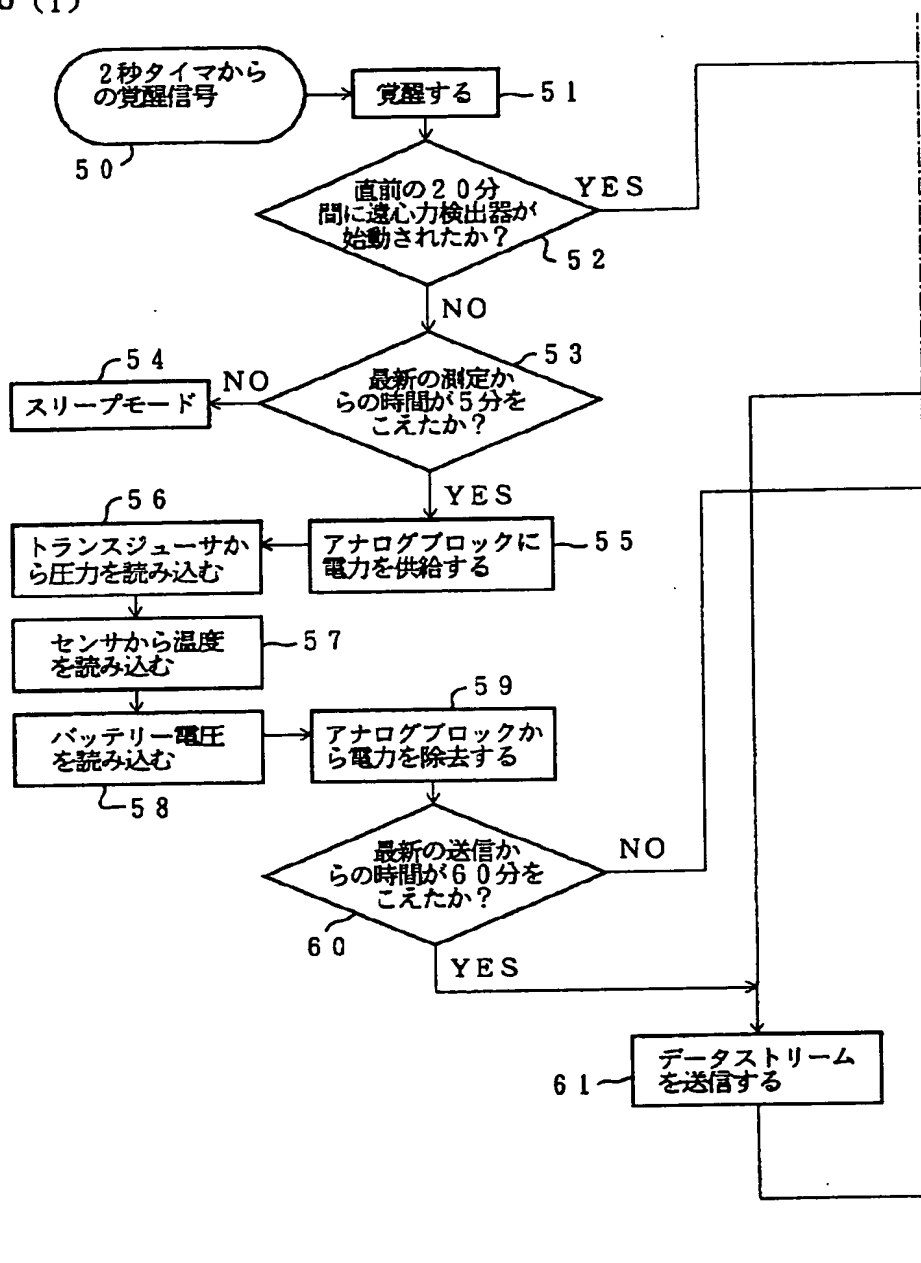 (1)
2秒タイマから
の覚醒信号
50
覚醒する
51
直前の20分
間に遠心力検出器が
始動されたか?
52
YES
NO
最新の測定か
らの時間が5分を
こえたか?
53
NO
スリープモード
54
YES
アナログブロックに
電力を供給する
55
トランスジューサか
ら圧力を読み込む
56
センサから温度
を読み込む
57
バッテリー電圧
を読み込む
58
アナログブロックか
ら電力を除去する
59
最新の送信か
らの時間が60分を
こえたか?
60
NO
YES
データストリーム
を送信する
61